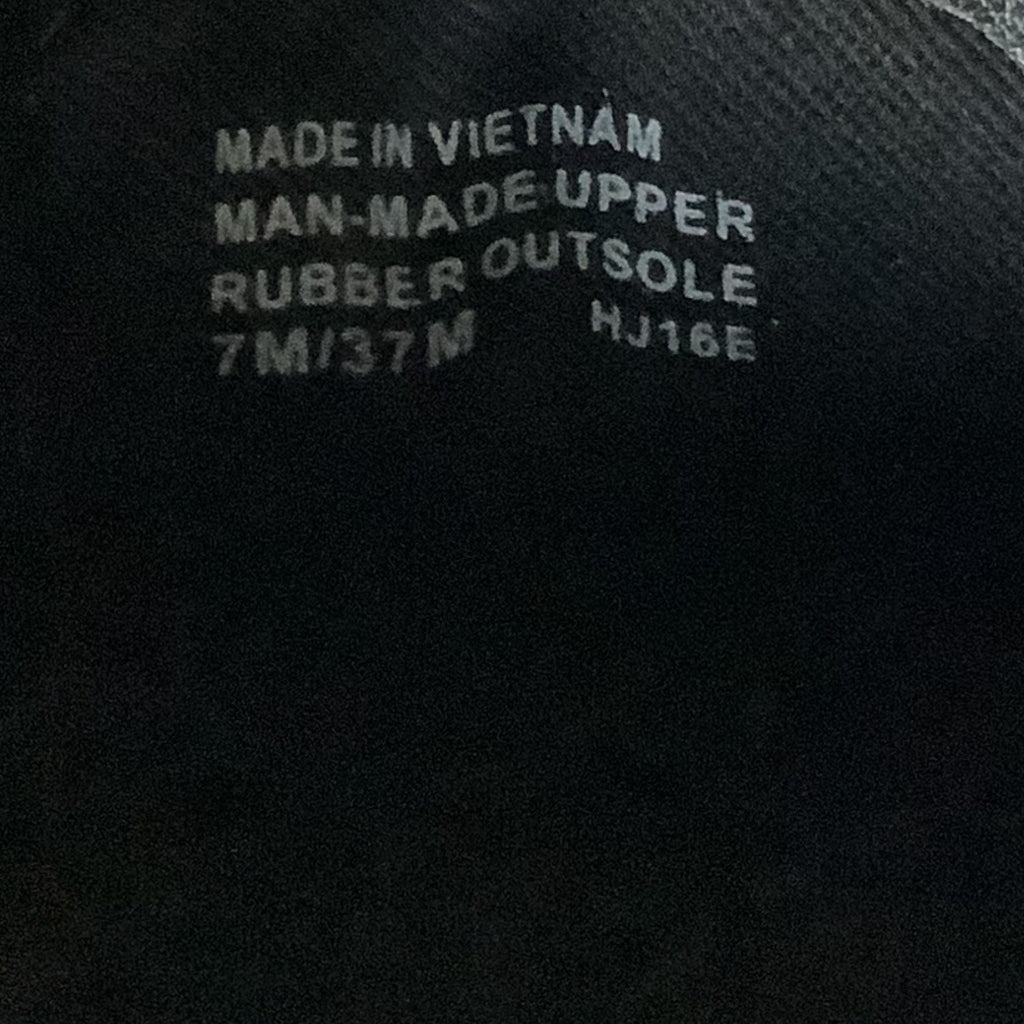 MADE IN VIETNAM
MAN-MADE UPPER
RUBBER OUTSOLE
7M/37M HJ16E